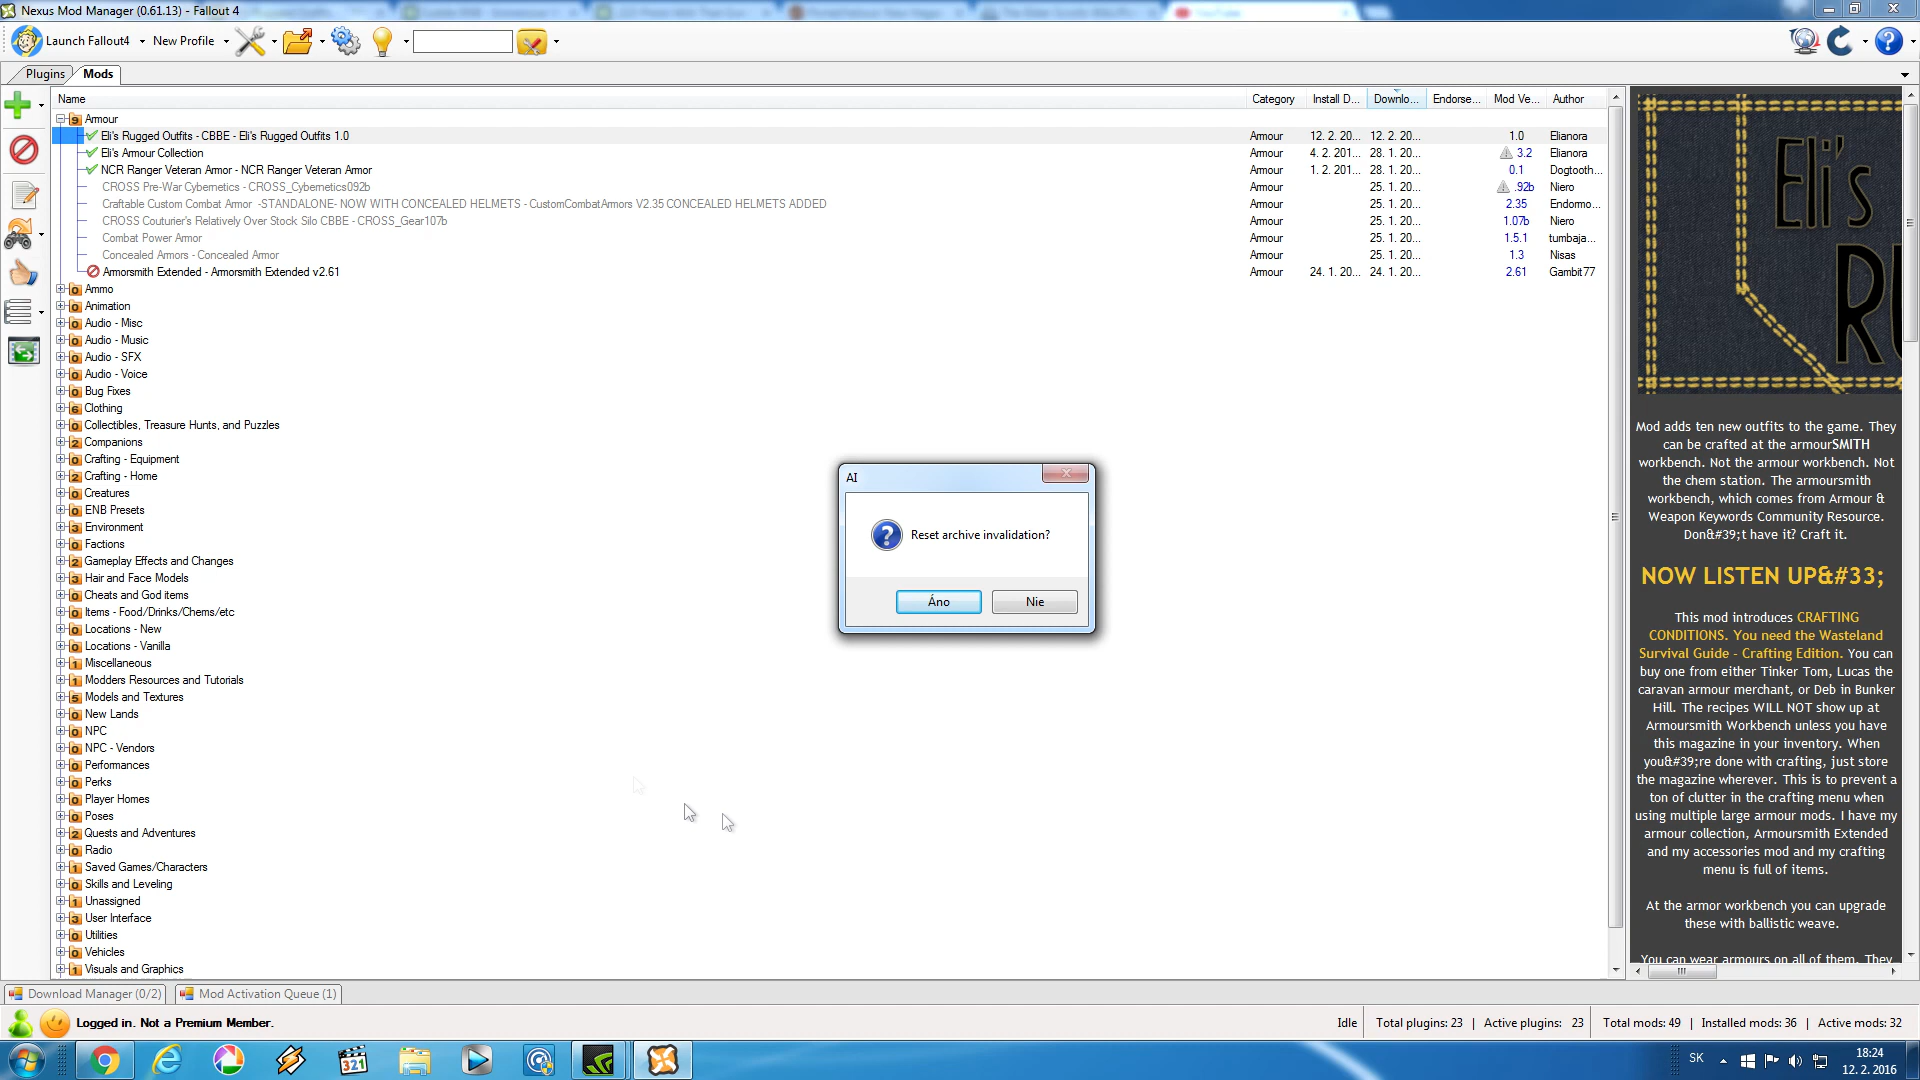 Nexus Mod Manager (0.61.13) - Fallout 4
Launch Fallout4
New Profile
Plugins
Mods
Name Category Install D... Downlo... Endorse... Mod Ve... Author
Amour
Eli's Rugged Outfits - CBBE - Eli's Rugged Outfits 1.0 Armour 12. 2. 20... 12. 2. 20... 1.0 Elianora
Eli's Armour Collection Armour 4. 2. 201... 28. 1. 20... 3.2 Elianora
NCR Ranger Veteran Amor - NCR Ranger Veteran Amor Armour 1. 2. 201... 28. 1. 20... 0.1 Dogtooth...
CROSS Pre-War Cybernetics - CROSS_Cybernetics092b Armour 25. 1. 20... .92b Niero
Craftable Custom Combat Armor -STANDALONE- NOW WITH CONCEALED HELMETS - CustomCombatArmors V2.35 CONCEALED HELMETS ADDED Armour 25. 1. 20... 2.35 Endormo...
CROSS Couturier's Relatively Over Stock Silo CBBE - CROSS_Gear107b Armour 25. 1. 20... 1.07b Niero
Combat Power Armor Armour 25. 1. 20... 1.5.1 tumbaja...
Concealed Armors - Concealed Armor Armour 25. 1. 20... 1.3 Nisas
Amorsmith Extended - Amorsmith Extended v2.61 Armour 24. 1. 20... 24. 1. 20... 2.61 Gambit77
Ammo
Animation
Audio - Misc
Audio - Music
Audio - SFX
Audio - Voice
Bug Fixes
Clothing
Collectibles, Treasure Hunts, and Puzzles
Companions
Crafting - Equipment
Crafting - Home
Creatures
ENB Presets
Environment
Factions
Gameplay Effects and Changes
Hair and Face Models
Cheats and God items
Items - Food/Drinks/Chems/etc
Locations - New
Locations - Vanilla
Miscellaneous
Modders Resources and Tutorials
Models and Textures
New Lands
NPC
NPC - Vendors
Performances
Perks
Player Homes
Poses
Quests and Adventures
Radio
Saved Games/Characters
Skills and Leveling
Unassigned
User Interface
Utilities
Vehicles
Visuals and Graphics
AI
Reset archive invalidation?
Áno
Nie
Eli's
RU
Mod adds ten new outfits to the game. They
can be crafted at the armourSMITH
workbench. Not the armour workbench. Not
the chem station. The armoursmith
workbench, which comes from Armour &
Weapon Keywords Community Resource.
Don&#39;t have it? Craft it.
NOW LISTEN UP&#33;
This mod introduces CRAFTING
CONDITIONS. You need the Wasteland
Survival Guide - Crafting Edition. You can
buy one from either Tinker Tom, Lucas the
caravan armour merchant, or Deb in Bunker
Hill. The recipes WILL NOT show up at
Armoursmith Workbench unless you have
this magazine in your inventory. When
you&#39;re done with crafting, just store
the magazine wherever. This is to prevent a
ton of clutter in the crafting menu when
using multiple large armour mods. I have my
armour collection, Armoursmith Extended
and my accessories mod and my crafting
menu is full of items.
At the armor workbench you can upgrade
these with ballistic weave.
You can wear armours on all of them. They
Download Manager (0/2)
Mod Activation Queue (1)
Logged in. Not a Premium Member.
Idle
Total plugins: 23 | Active plugins: 23
Total mods: 49 | Installed mods: 36 | Active mods: 32
321
SK
18:24
12. 2. 2016